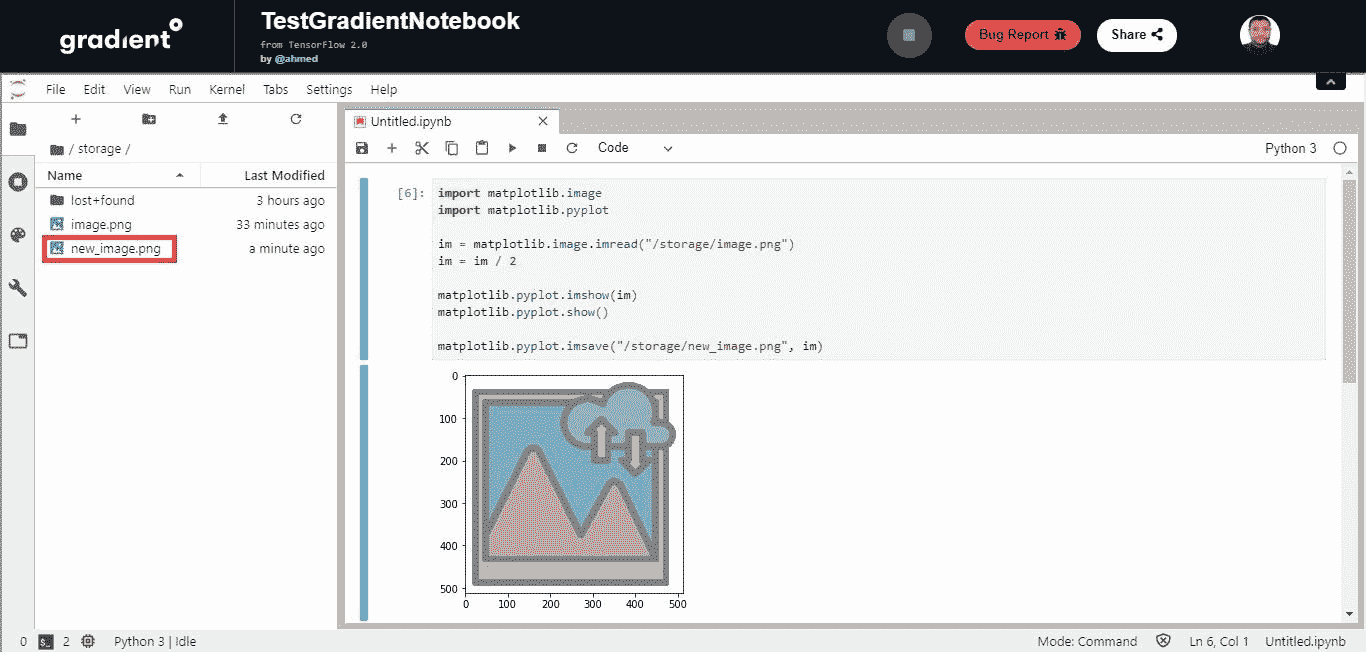 gradient
TestGradientNotebook
from TensorFlow 2.0
by @ahmed
Bug Report
Share
File Edit View Run Kernel Tabs Settings Help
/ storage /
Name Last Modified
lost+found 3 hours ago
image.png 33 minutes ago
new_image.png a minute ago
Untitled.ipynb
Code
Python 3
[6]:
import matplotlib.image
import matplotlib.pyplot
im = matplotlib.image.imread("/storage/image.png")
im = im / 2
matplotlib.pyplot.imshow(im)
matplotlib.pyplot.show()
matplotlib.pyplot.imsave("/storage/new_image.png", im)
0
100
200
300
400
500
0 100 200 300 400 500
0 $_ 2 Python 3 | Idle
Mode: Command Ln 6, Col 1 Untitled.ipynb